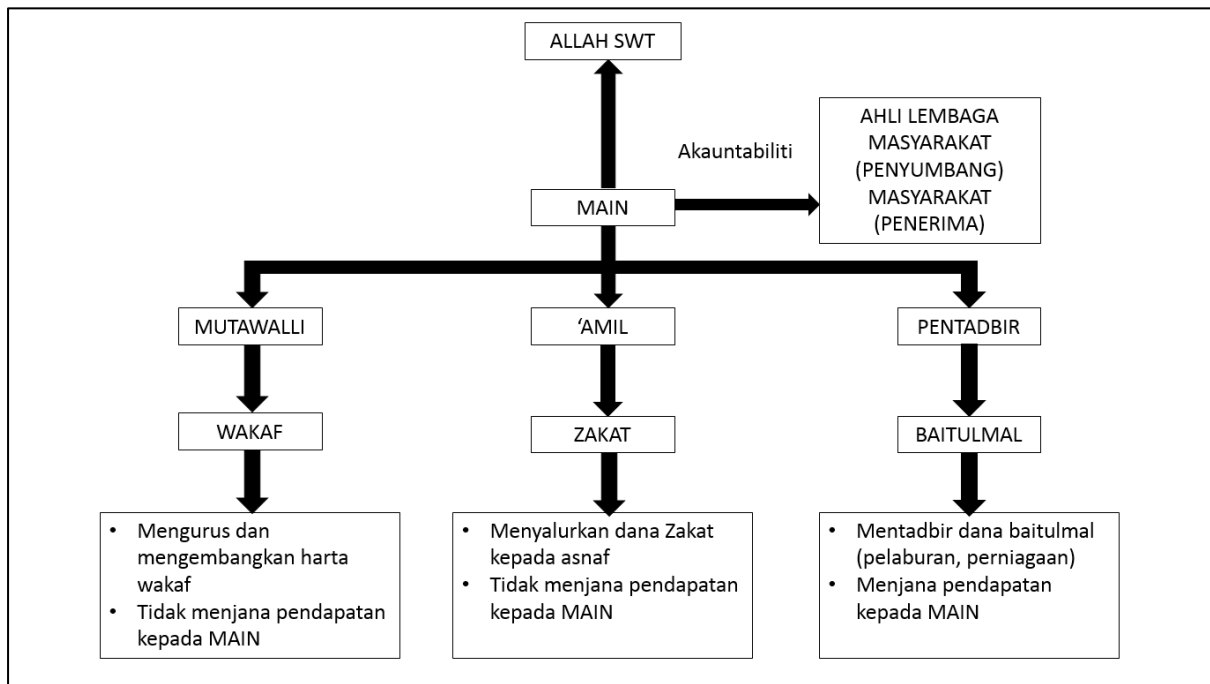 ALLAH SWT
Akauntabiliti
AHLI LEMBAGA
MASYARAKAT
(PENYUMBANG)
MASYARAKAT
(PENERIMA)
MAIN
MUTAWALLI
‘AMIL
PENTADBIR
WAKAF
ZAKAT
BAITULMAL
• Mengurus dan
mengembangkan harta
wakaf
• Tidak menjana pendapatan
kepada MAIN
• Menyalurkan dana Zakat
kepada asnaf
• Tidak menjana pendapatan
kepada MAIN
• Mentadbir dana baitulmal
(pelaburan, perniagaan)
• Menjana pendapatan
kepada MAIN